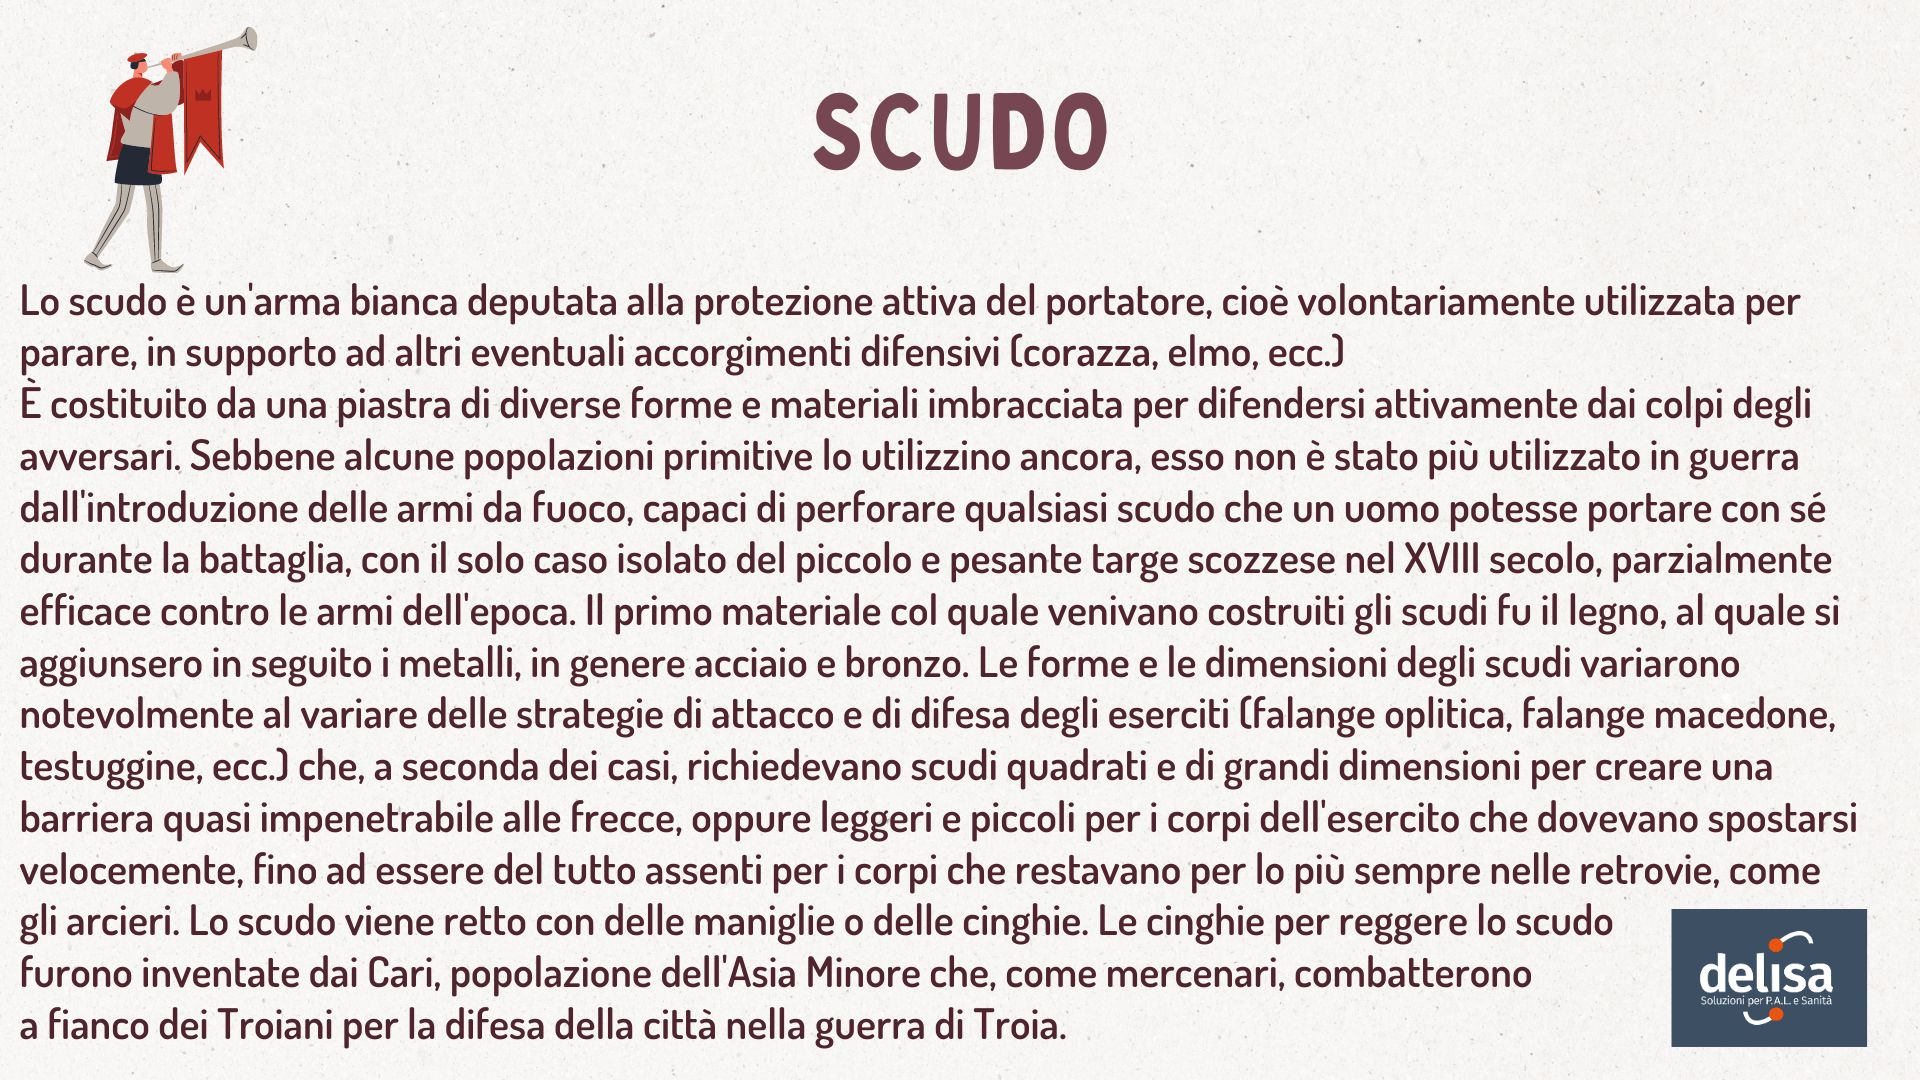 SCUDO
Lo scudo è un'arma bianca deputata alla protezione attiva del portatore, cioè volontariamente utilizzata per
parare, in supporto ad altri eventuali accorgimenti difensivi (corazza, elmo, ecc.)
È costituito da una piastra di diverse forme e materiali imbracciata per difendersi attivamente dai colpi degli
avversari. Sebbene alcune popolazioni primitive lo utilizzino ancora, esso non è stato più utilizzato in guerra
dall'introduzione delle armi da fuoco, capaci di perforare qualsiasi scudo che un uomo potesse portare con sé
durante la battaglia, con il solo caso isolato del piccolo e pesante targe scozzese nel XVIII secolo, parzialmente
efficace contro le armi dell'epoca. Il primo materiale col quale venivano costruiti gli scudi fu il legno, al quale si
aggiunsero in seguito i metalli, in genere acciaio e bronzo. Le forme e le dimensioni degli scudi variarono
notevolmente al variare delle strategie di attacco e di difesa degli eserciti (falange oplitica, falange macedone,
testuggine, ecc.) che, a seconda dei casi, richiedevano scudi quadrati e di grandi dimensioni per creare una
barriera quasi impenetrabile alle frecce, oppure leggeri e piccoli per i corpi dell'esercito che dovevano spostarsi
velocemente, fino ad essere del tutto assenti per i corpi che restavano per lo più sempre nelle retrovie, come
gli arcieri. Lo scudo viene retto con delle maniglie o delle cinghie. Le cinghie per reggere lo scudo
furono inventate dai Cari, popolazione dell'Asia Minore che, come mercenari, combatterono
a fianco dei Troiani per la difesa della città nella guerra di Troia.
delisa
Soluzioni per P.A.L. e Sanità